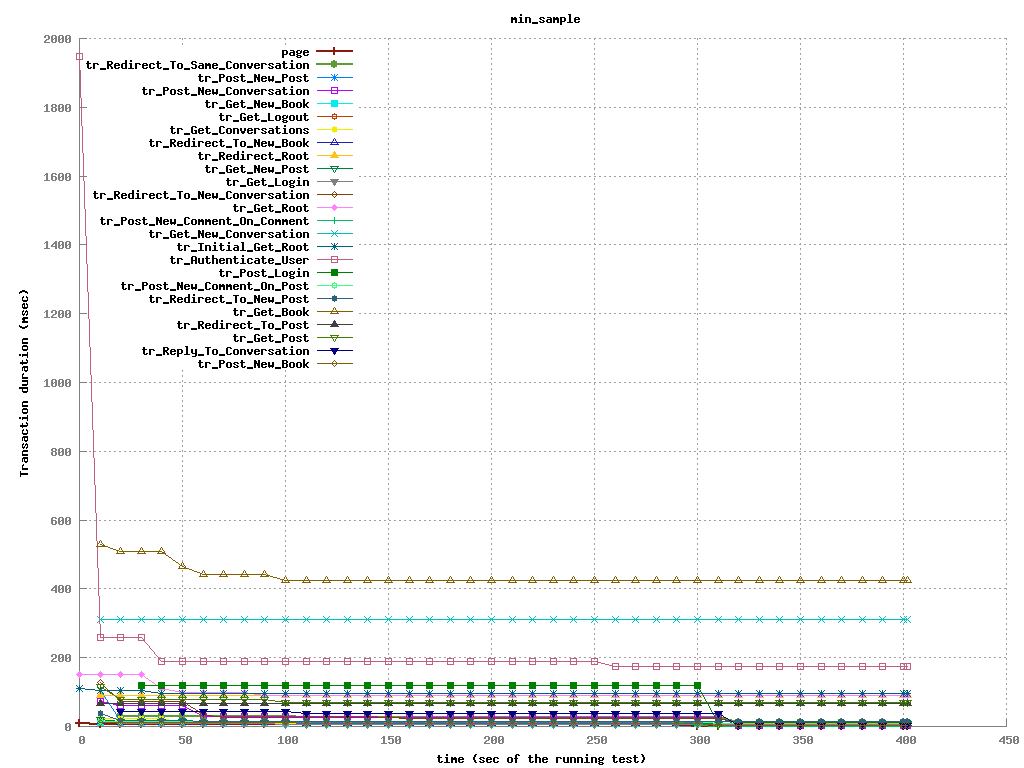 min_sample
2000
1800
1600
1400
1200
1000
800
600
400
200
0
Transaction duration (msec)
page
tr_Redirect_To_Same_Conversation
tr_Post_New_Post
tr_Post_New_Conversation
tr_Get_New_Book
tr_Get_Logout
tr_Get_Conversations
tr_Redirect_To_New_Book
tr_Redirect_Root
tr_Get_New_Post
tr_Get_Login
tr_Redirect_To_New_Conversation
tr_Get_Root
tr_Post_New_Comment_On_Comment
tr_Get_New_Conversation
tr_Initial_Get_Root
tr_Authenticate_User
tr_Post_Login
tr_Post_New_Comment_On_Post
tr_Redirect_To_New_Post
tr_Get_Book
tr_Redirect_To_Post
tr_Get_Post
tr_Reply_To_Conversation
tr_Post_New_Book
0 50 100 150 200 250 300 350 400 450
time (sec of the running test)